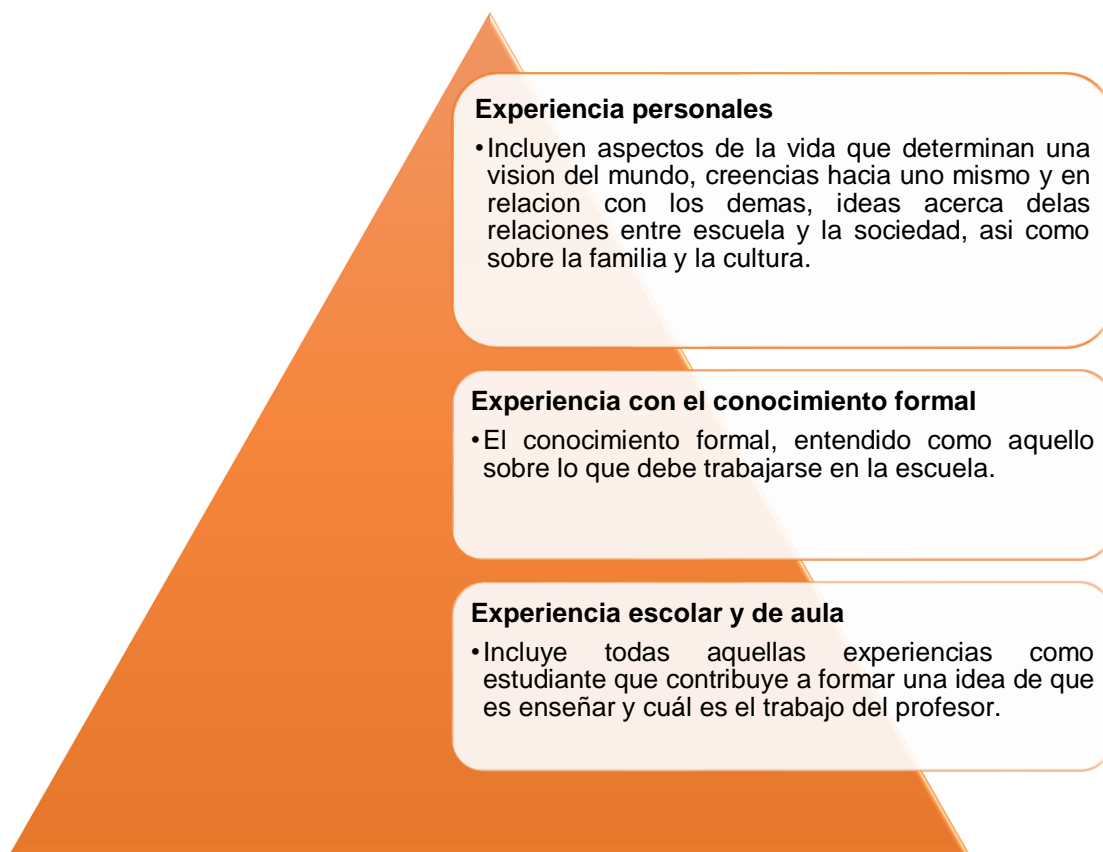 Experiencia personales
•Incluyen aspectos de la vida que determinan una
vision del mundo, creencias hacia uno mismo y en
relacion con los demas, ideas acerca delas
relaciones entre escuela y la sociedad, asi como
sobre la familia y la cultura.
Experiencia con el conocimiento formal
•El conocimiento formal, entendido como aquello
sobre lo que debe trabajarse en la escuela.
Experiencia escolar y de aula
•Incluye todas aquellas experiencias como
estudiante que contribuye a formar una idea de que
es enseñar y cuál es el trabajo del profesor.